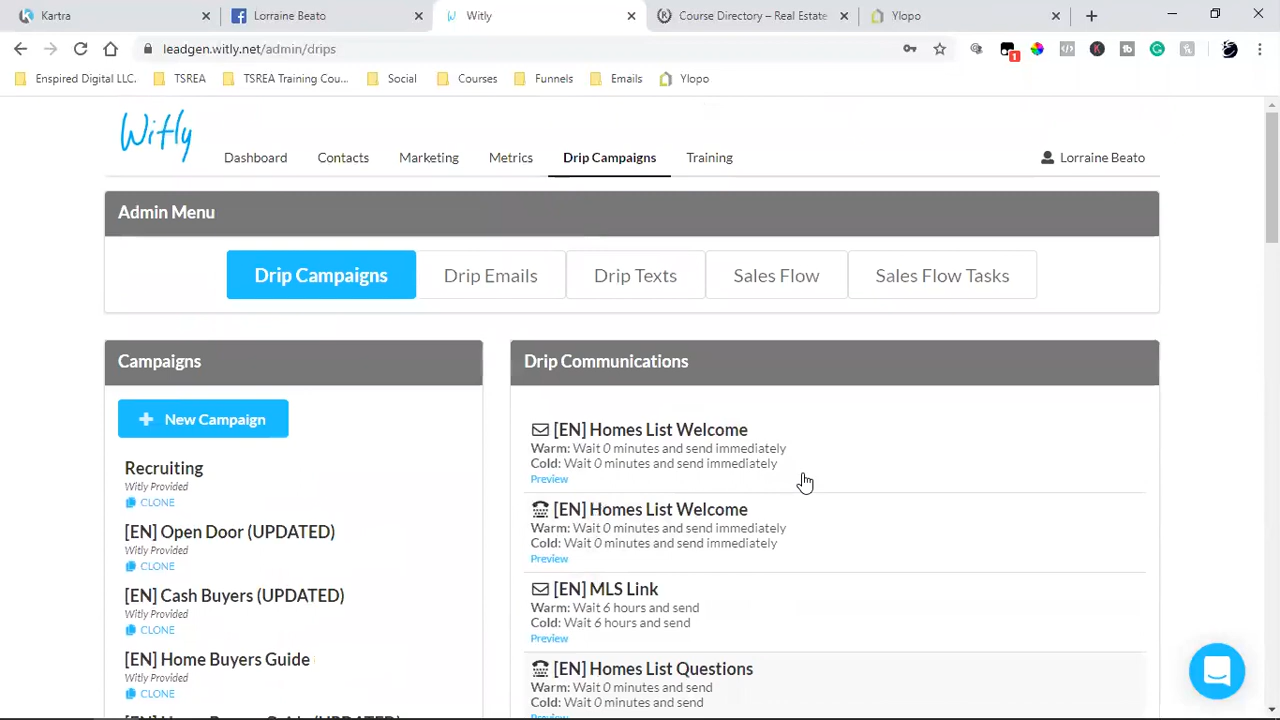 Kartra
Lorraine Beato
Witly
Course Directory – Real Estate
Ylopo
leadgen.witly.net/admin/drips
1
Enspired Digital LLC.
TSREA
TSREA Training Cou...
Social
Courses
Funnels
Emails
Ylopo
Witly
Dashboard
Contacts
Marketing
Metrics
Drip Campaigns
Training
Lorraine Beato
Admin Menu
Drip Campaigns
Drip Emails
Drip Texts
Sales Flow
Sales Flow Tasks
Campaigns
+ New Campaign
Recruiting
Witly Provided
CLONE
[EN] Open Door (UPDATED)
Witly Provided
CLONE
[EN] Cash Buyers (UPDATED)
Witly Provided
CLONE
[EN] Home Buyers Guide
CLONE
Drip Communications
[EN] Homes List Welcome
Warm: Wait 0 minutes and send immediately
Cold: Wait 0 minutes and send immediately
Preview
[EN] Homes List Welcome
Warm: Wait 0 minutes and send immediately
Cold: Wait 0 minutes and send immediately
Preview
[EN] MLS Link
Warm: Wait 6 hours and send
Cold: Wait 6 hours and send
Preview
[EN] Homes List Questions
Warm: Wait 0 minutes and send
Cold: Wait 0 minutes and send